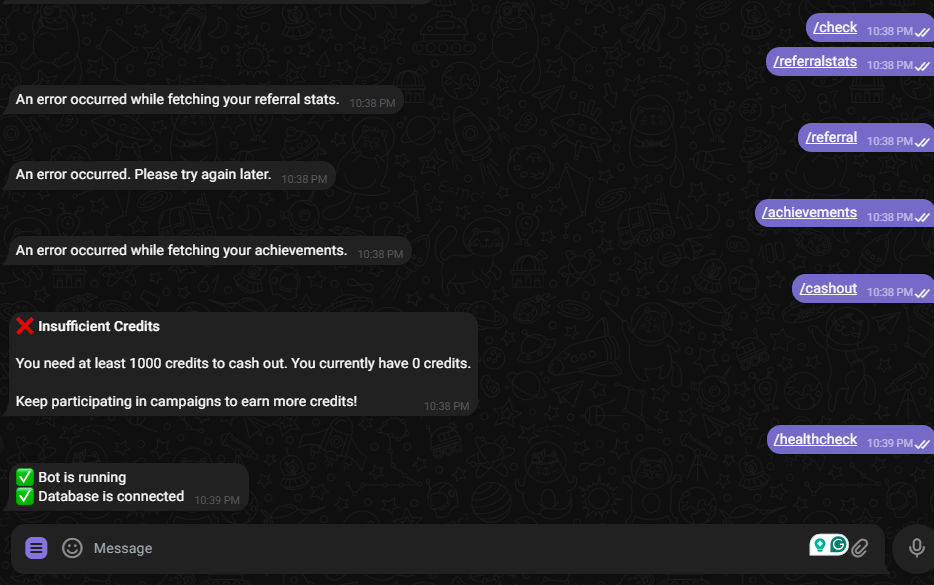 /check 10:38 PM
/referralstats 10:38 PM
An error occurred while fetching your referral stats. 10:38 PM
/referral 10:38 PM
An error occurred. Please try again later. 10:38 PM
/achievements 10:38 PM
An error occurred while fetching your achievements. 10:38 PM
/cashout 10:38 PM
❌ Insufficient Credits
You need at least 1000 credits to cash out. You currently have 0 credits.
Keep participating in campaigns to earn more credits! 10:38 PM
/healthcheck 10:39 PM
✅ Bot is running
✅ Database is connected 10:39 PM
Message